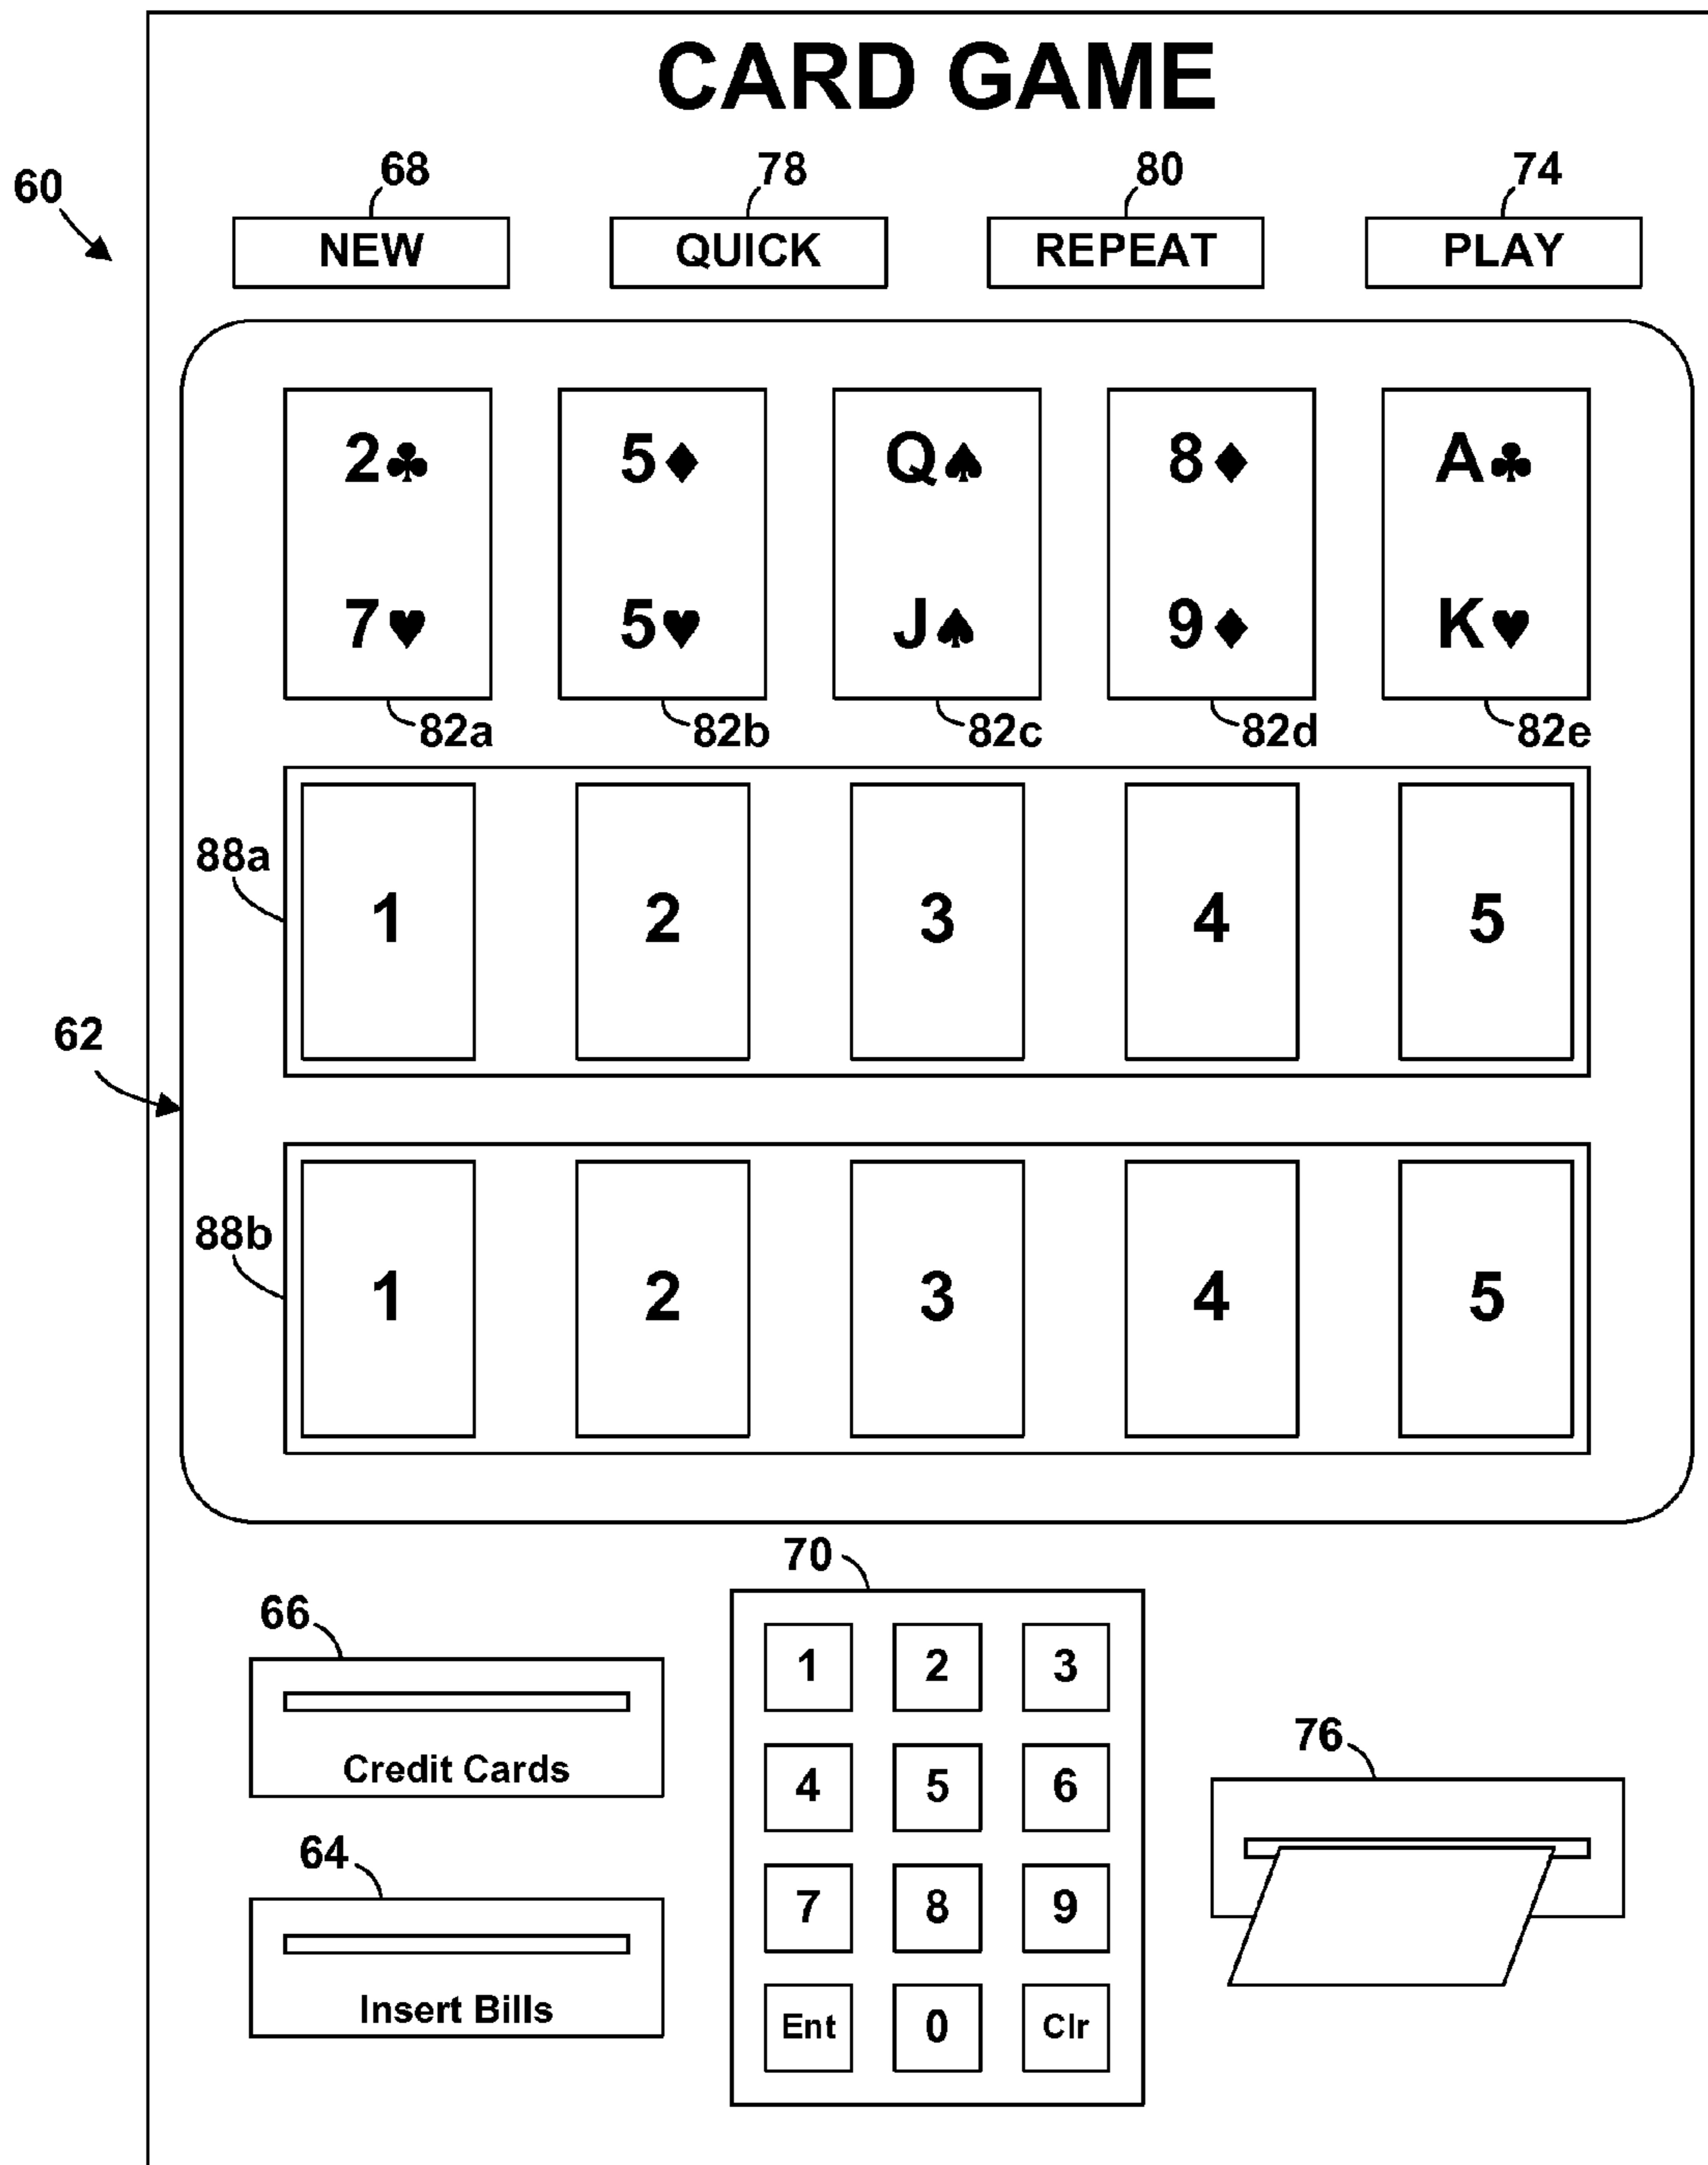 CARD GAME
60
68 78 80 74
NEW QUICK REPEAT PLAY
2♣ 5♦ Q♠ 8♦ A♣
7♥ 5♥ J♠ 9♦ K♥
82a 82b 82c 82d 82e
88a
1 2 3 4 5
62
88b
1 2 3 4 5
70
66
Credit Cards
64
Insert Bills
1 2 3
4 5 6
7 8 9
Ent 0 Clr
76